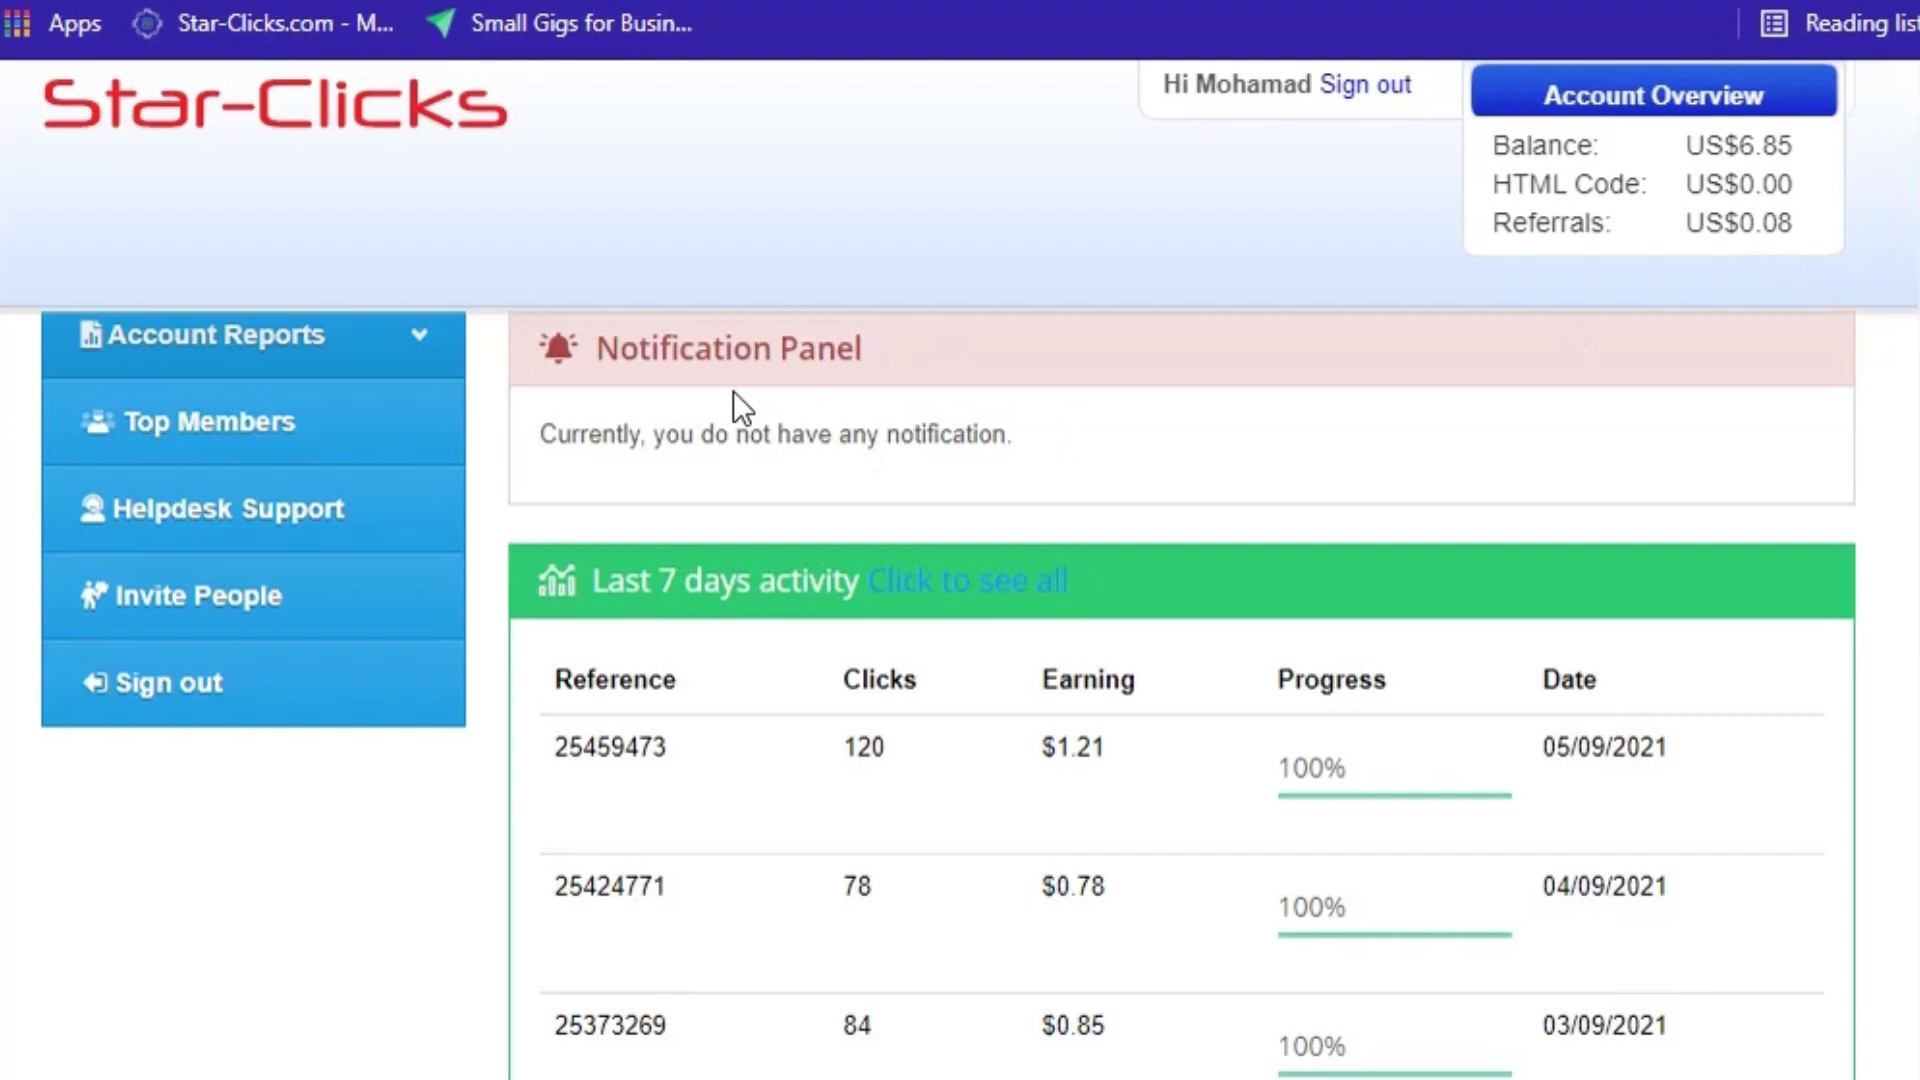 Apps Star-Clicks.com - M... Small Gigs for Busin... Reading list
Star-Clicks
Hi Mohamad Sign out
Account Overview
Balance: US$6.85
HTML Code: US$0.00
Referrals: US$0.08
Account Reports
Top Members
Helpdesk Support
Invite People
Sign out
Notification Panel
Currently, you do not have any notification.
Last 7 days activity Click to see all
Reference Clicks Earning Progress Date
25459473 120 $1.21 100% 05/09/2021
25424771 78 $0.78 100% 04/09/2021
25373269 84 $0.85 100% 03/09/2021